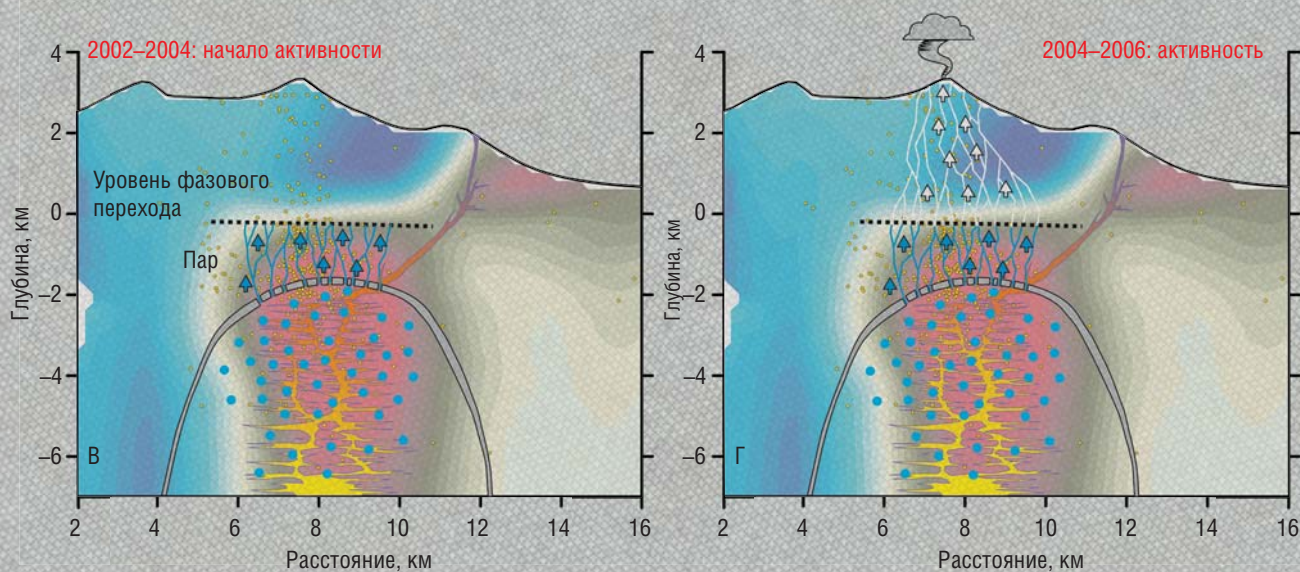 2002–2004: начало активности
4
2
0
–2
–4
–6
Глубина, км
Уровень фазового
перехода
Пар
В
2 4 6 8 10 12 14 16
Расстояние, км
2004–2006: активность
4
2
0
–2
–4
–6
Глубина, км
Г
2 4 6 8 10 12 14 16
Расстояние, км